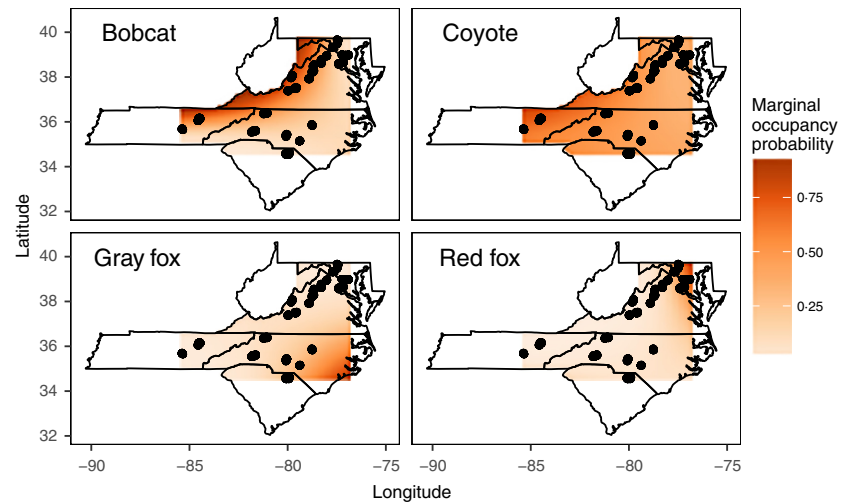 Bobcat
Coyote
Gray fox
Red fox
40
38
36
34
32
40
38
36
34
32
Latitude
−90
−85
−80
−75
−90
−85
−80
−75
Longitude
Marginal
occupancy
probability
0·75
0·50
0·25